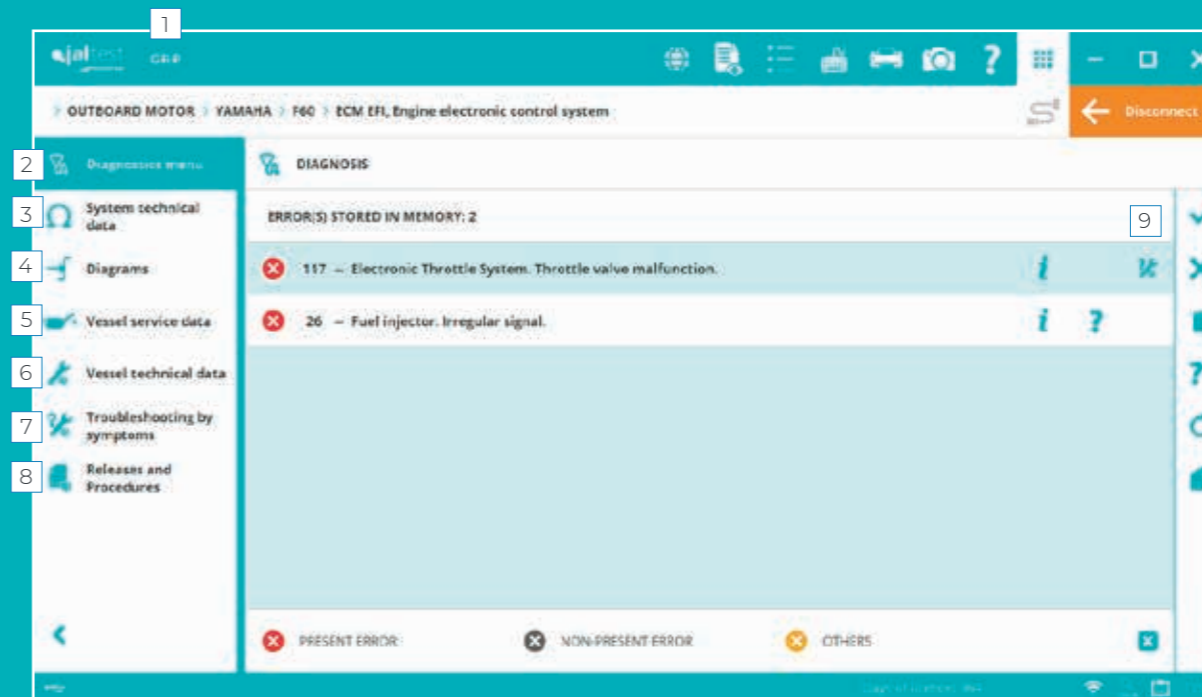 1
jaltest GRP
> OUTBOARD MOTOR > YAMAHA > F60 > ECM EFI, Engine electronic control system
Disconnect
2 Diagnostics menu
DIAGNOSIS
3 System technical
data
ERROR(S) STORED IN MEMORY: 2
9
4 Diagrams
117 – Electronic Throttle System. Throttle valve malfunction.
5 Vessel service data
26 – Fuel injector. Irregular signal.
6 Vessel technical data
7 Troubleshooting by
symptoms
8 Releases and
Procedures
PRESENT ERROR NON-PRESENT ERROR OTHERS